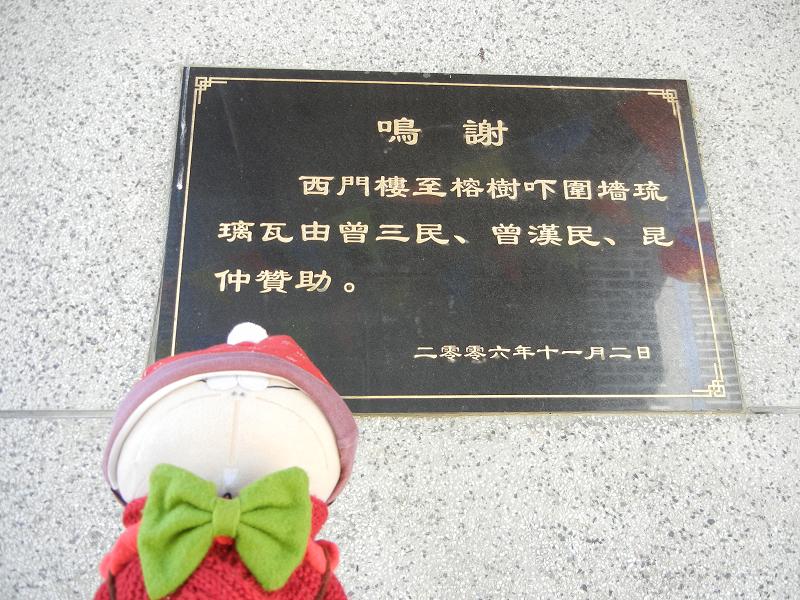 鳴 謝
西門樓至榕樹吓圍墻琉
璃瓦由曾三民、曾漢民、昆
仲贊助。
二零零六年十一月二日